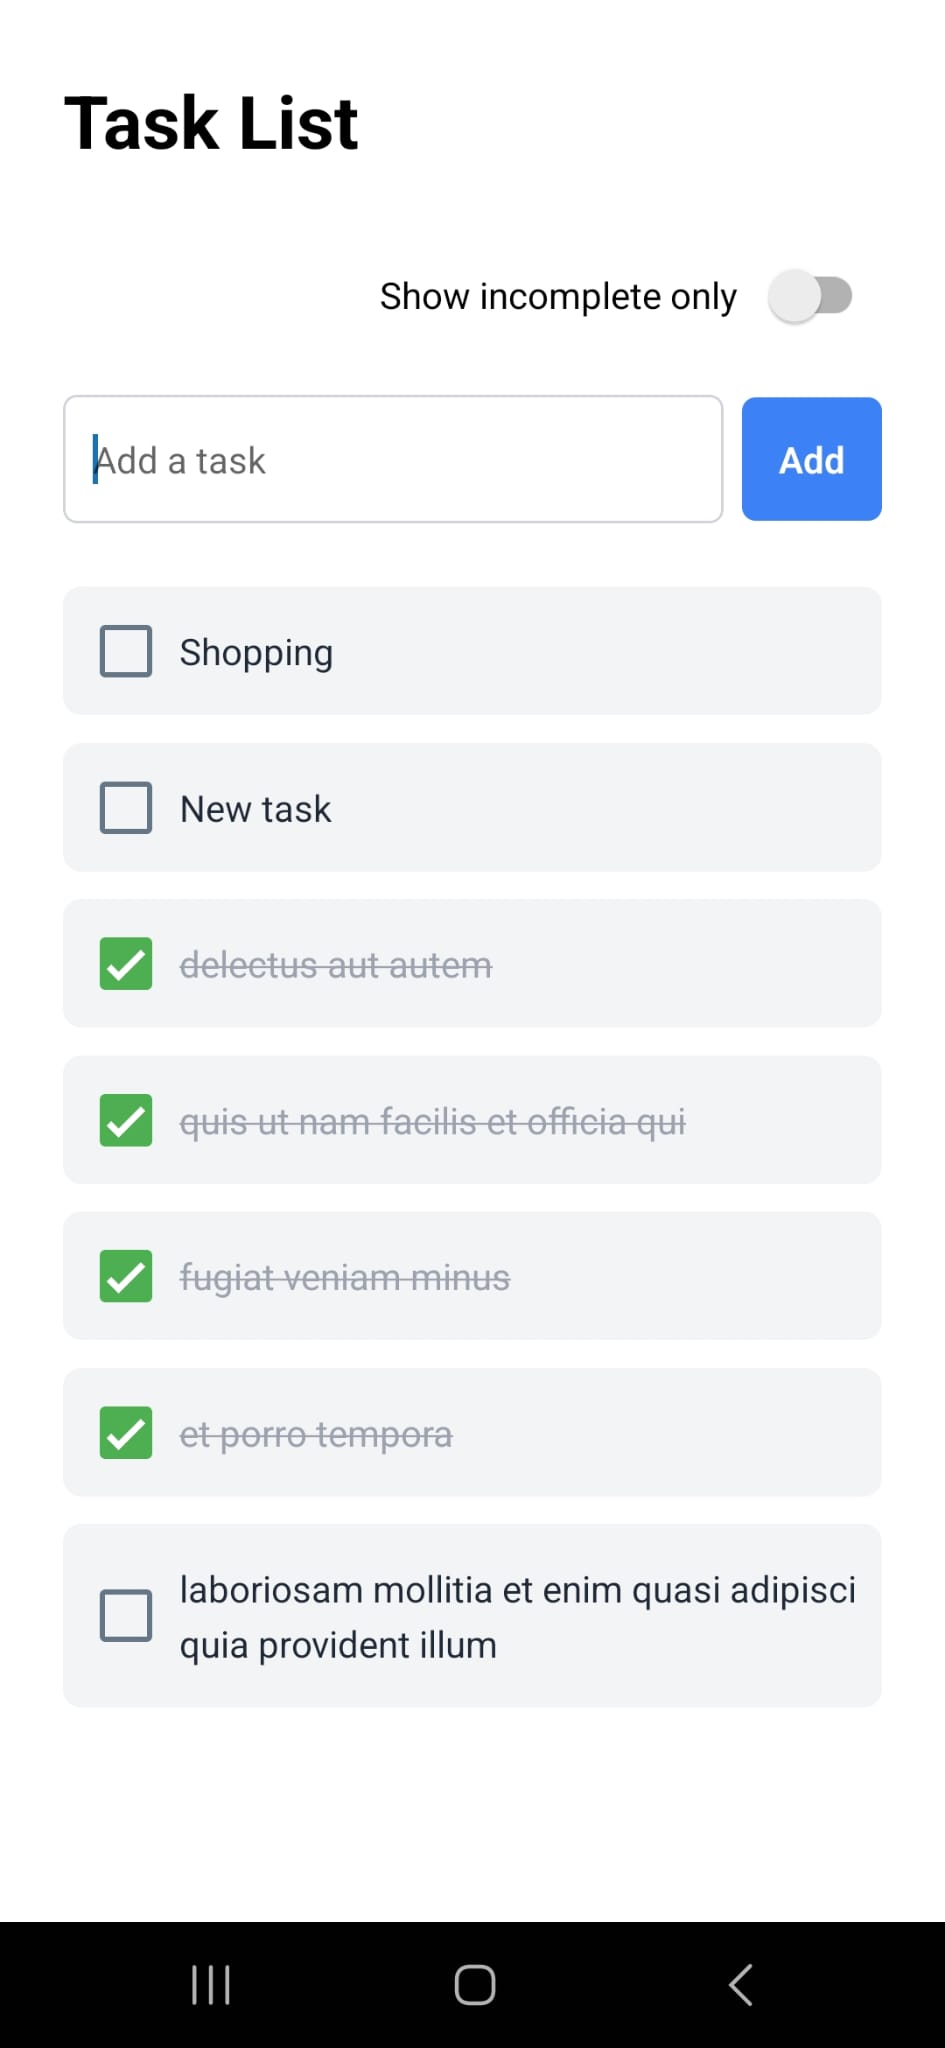 Task List
Show incomplete only
Add a task
Add
Shopping
New task
delectus aut autem
quis ut nam facilis et officia qui
fugiat veniam minus
et porro tempora
laboriosam mollitia et enim quasi adipisci
quia provident illum